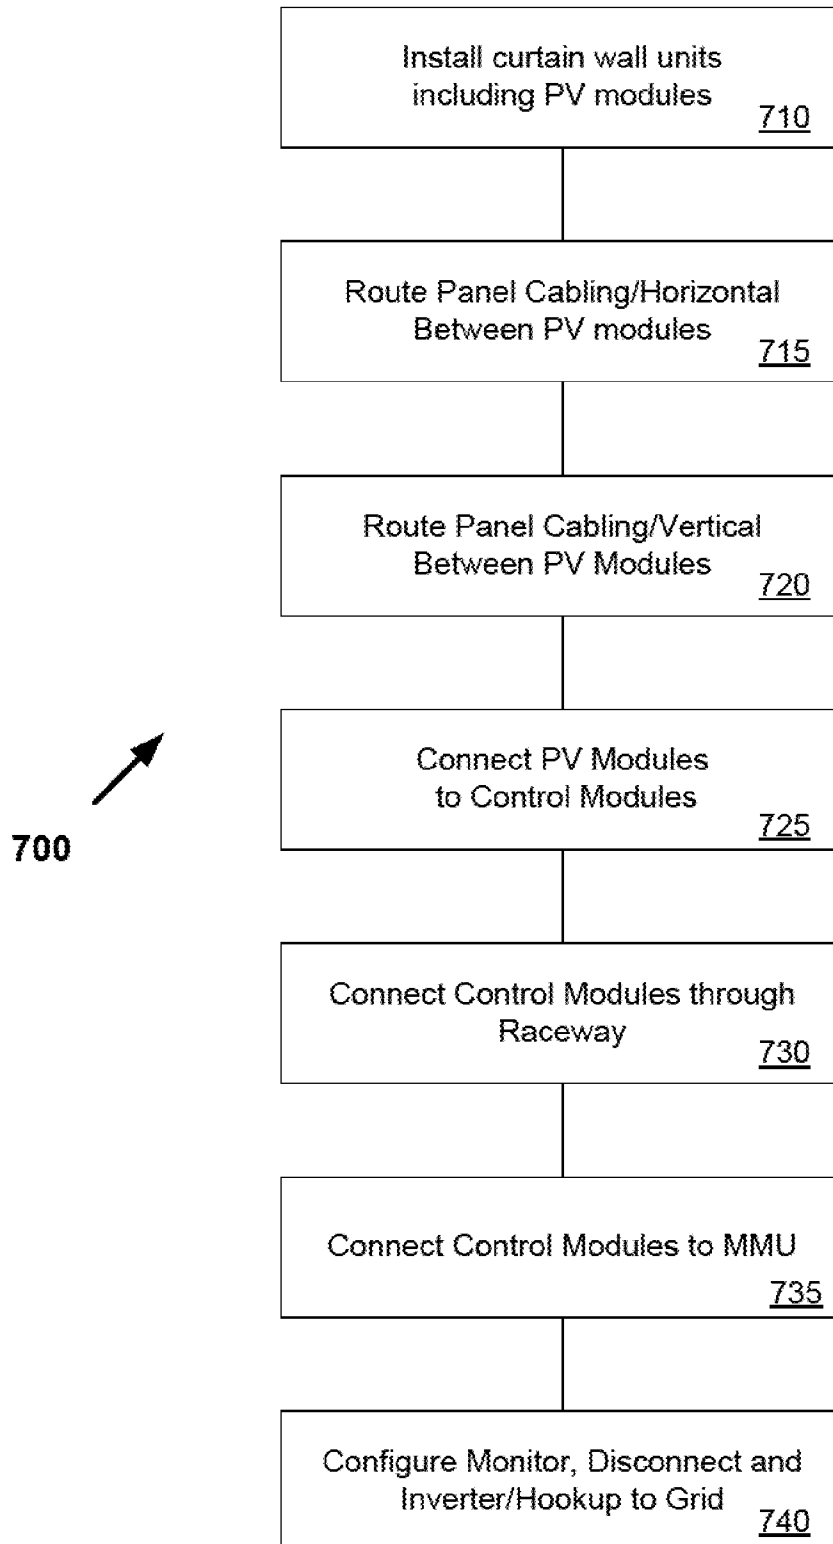 Install curtain wall units
including PV modules
710
Route Panel Cabling/Horizontal
Between PV modules
715
Route Panel Cabling/Vertical
Between PV Modules
720
Connect PV Modules
to Control Modules
725
700
Connect Control Modules through
Raceway
730
Connect Control Modules to MMU
735
Configure Monitor, Disconnect and
Inverter/Hookup to Grid
740